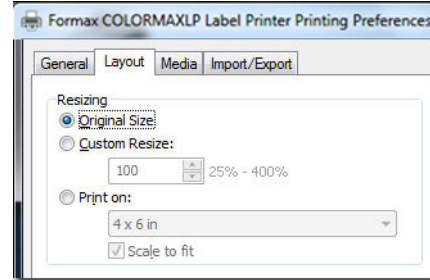 Formax COLORMAXLP Label Printer Printing Preferences
General Layout Media Import/Export
Resizing
Original Size
Custom Resize:
100 25% - 400%
Print on:
4 x 6 in
Scale to fit